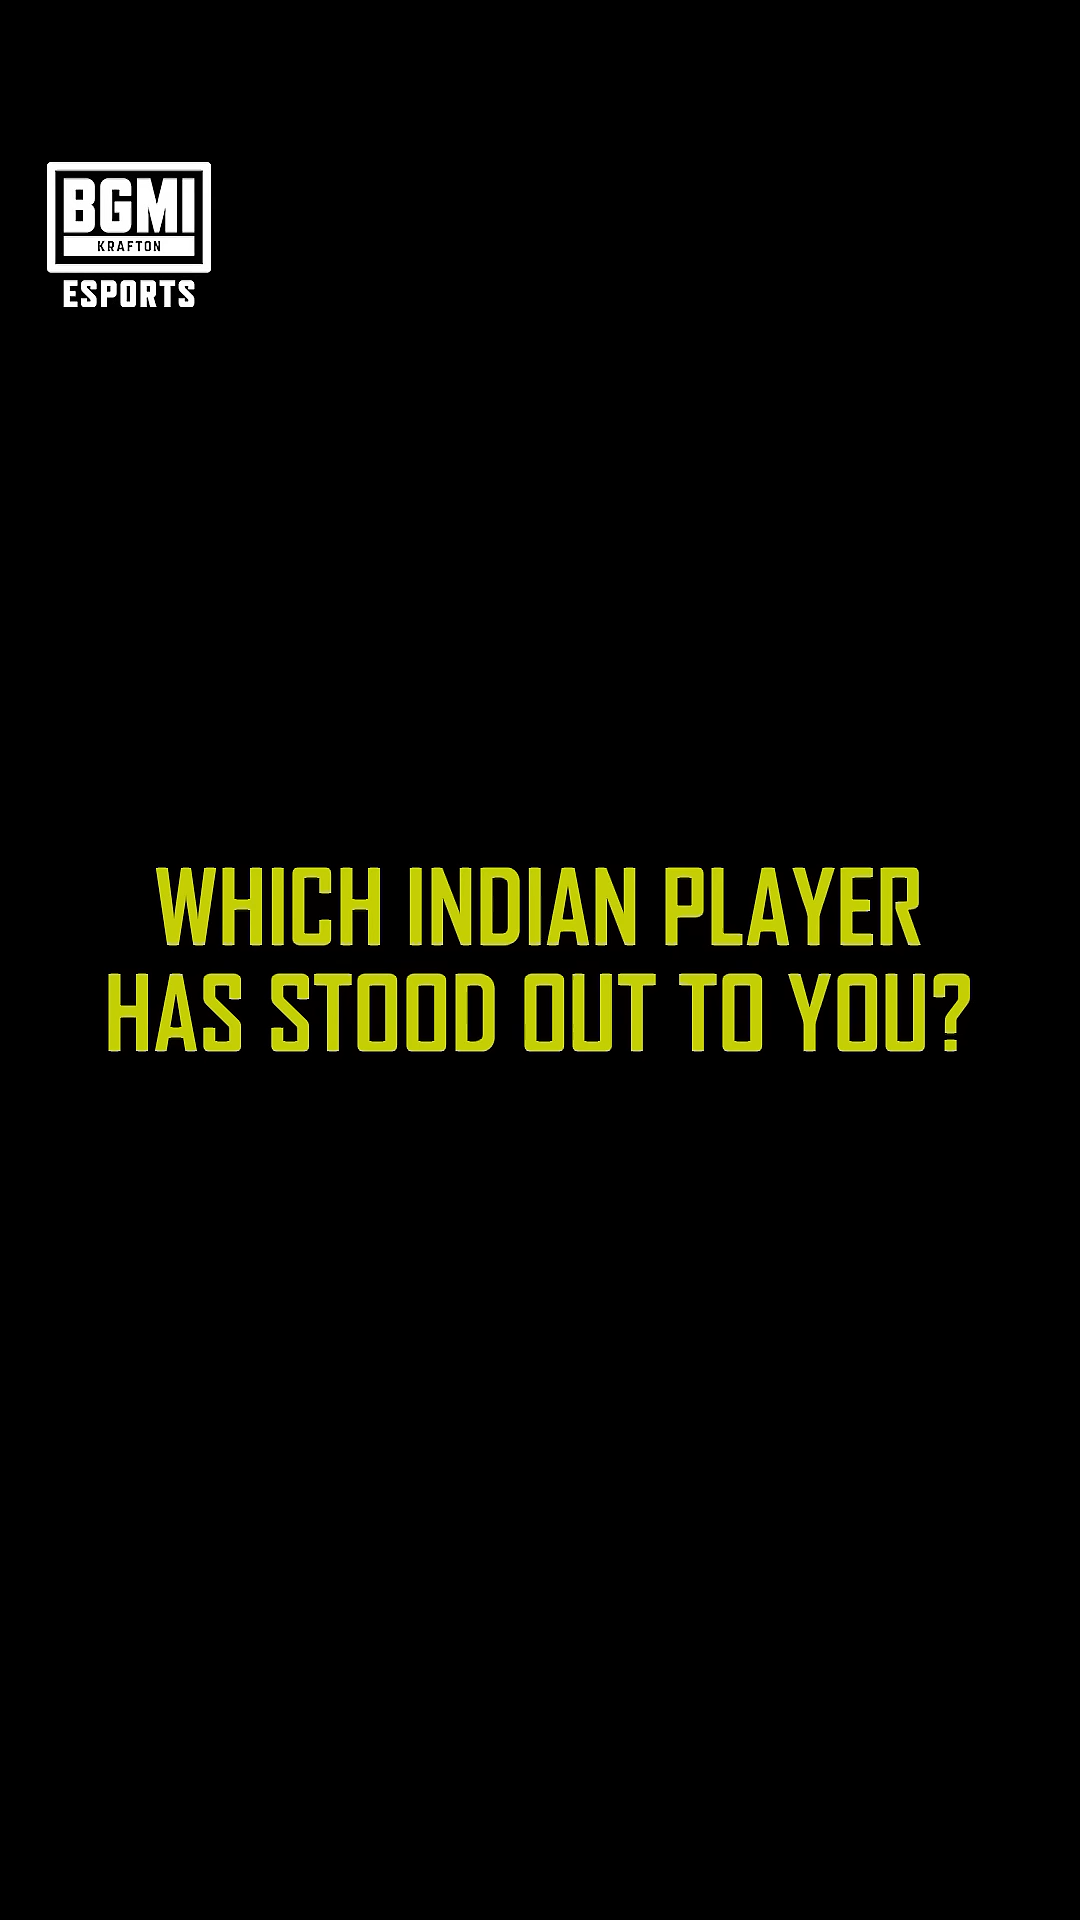 BGMI
KRAFTON
ESPORTS
WHICH INDIAN PLAYER
HAS STOOD OUT TO YOU?